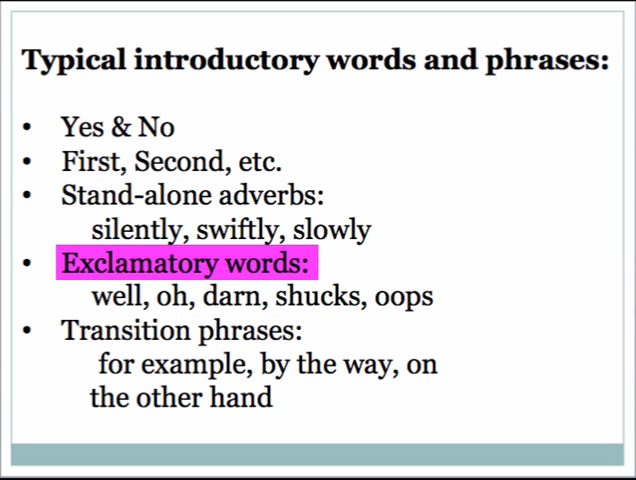 Typical introductory words and phrases:
• Yes & No
• First, Second, etc.
• Stand-alone adverbs:
silently, swiftly, slowly
• Exclamatory words:
well, oh, darn, shucks, oops
• Transition phrases:
for example, by the way, on
the other hand